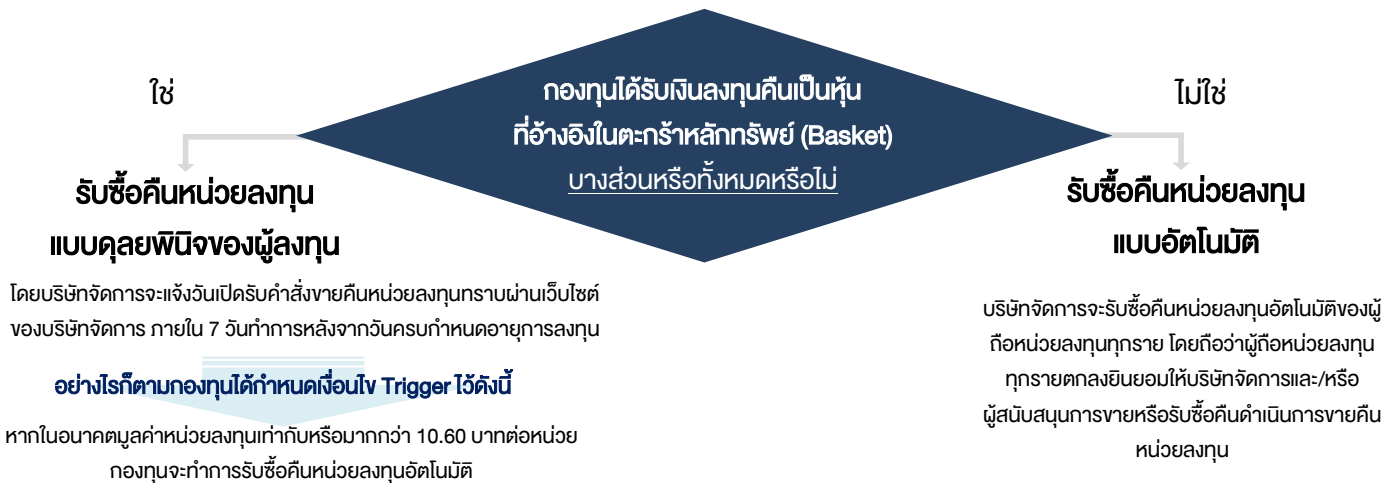 กองทุนได้รับเงินลงทุนคืนเป็นหุ้น
ที่อ้างอิงในตะกร้าหลักทรัพย์ (Basket)
บางส่วนหรือทั้งหมดหรือไม่
ใช่
รับซื้อคืนหน่วยลงทุน
แบบดุลยพินิจของผู้ลงทุน
โดยบริษัทจัดการจะแจ้งวันเปิดรับคำสั่งขายคืนหน่วยลงทุนทราบผ่านเว็บไซต์
ของบริษัทจัดการ ภายใน 7 วันทำการหลังจากวันครบกำหนดอายุการลงทุน
อย่างไรก็ตามกองทุนได้กำหนดเงื่อนไข Trigger ไว้ดังนี้
หากในอนาคตมูลค่าหน่วยลงทุนเท่ากับหรือมากกว่า 10.60 บาทต่อหน่วย
กองทุนจะทำการรับซื้อคืนหน่วยลงทุนอัตโนมัติ
ไม่ใช่
รับซื้อคืนหน่วยลงทุน
แบบอัตโนมัติ
บริษัทจัดการจะรับซื้อคืนหน่วยลงทุนอัตโนมัติของผู้
ถือหน่วยลงทุนทุกราย โดยถือว่าผู้ถือหน่วยลงทุน
ทุกรายตกลงยินยอมให้บริษัทจัดการและ/หรือ
ผู้สนับสนุนการขายหรือรับซื้อคืนดำเนินการขายคืน
หน่วยลงทุน